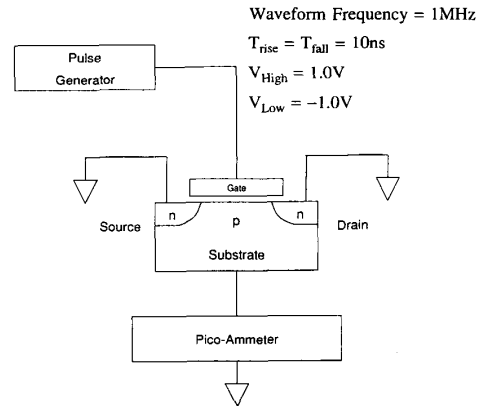 Waveform Frequency = 1MHz
T_rise = T_fall = 10ns
V_High = 1.0V
V_Low = −1.0V
Pulse
Generator
Gate
n
p
n
Source
Drain
Substrate
Pico-Ammeter